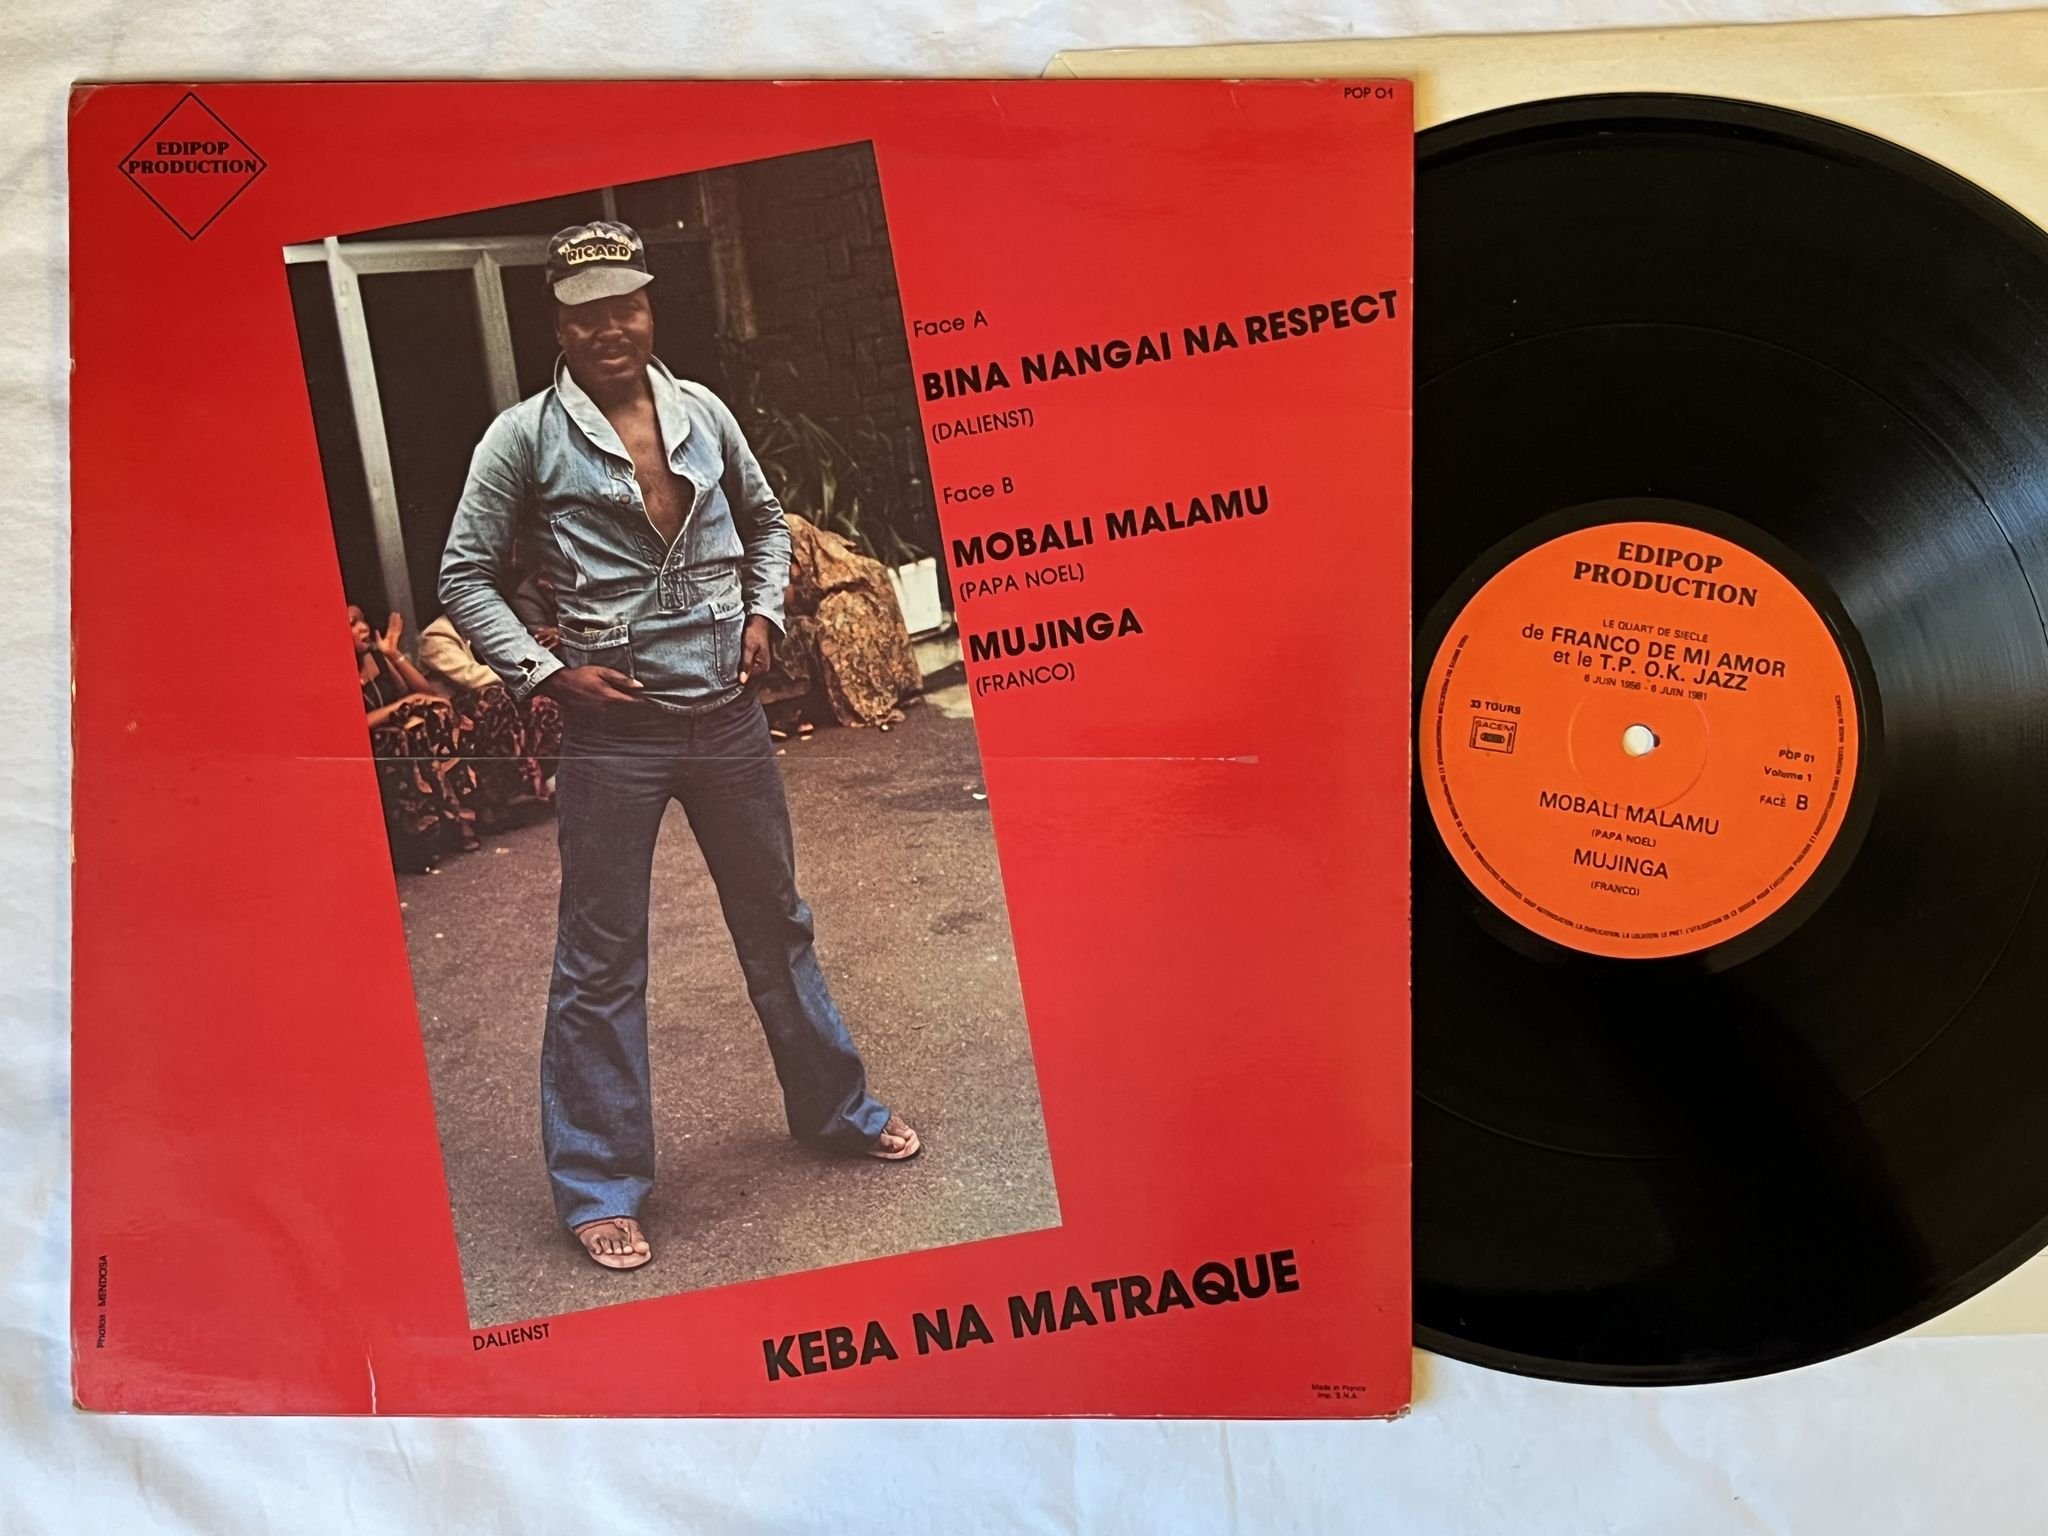 EDIPOP
PRODUCTION
POP 01
RICARD
Face A
BINA NANGAI NA RESPECT
(DALIENST)
Face B
MOBALI MALAMU
(PAPA NOEL)
MUJINGA
(FRANCO)
DALIENST
KEBA NA MATRAQUE
Photos : MENDOSA
Made in France
Imp. S.N.A.
EDIPOP
PRODUCTION
LE QUART DE SIECLE
de FRANCO DE MI AMOR
et le T.P. O.K. JAZZ
6 JUIN 1956 - 6 JUIN 1981
33 TOURS
SACEM
POP 01
Volume 1
FACE B
MOBALI MALAMU
(PAPA NOEL)
MUJINGA
(FRANCO)